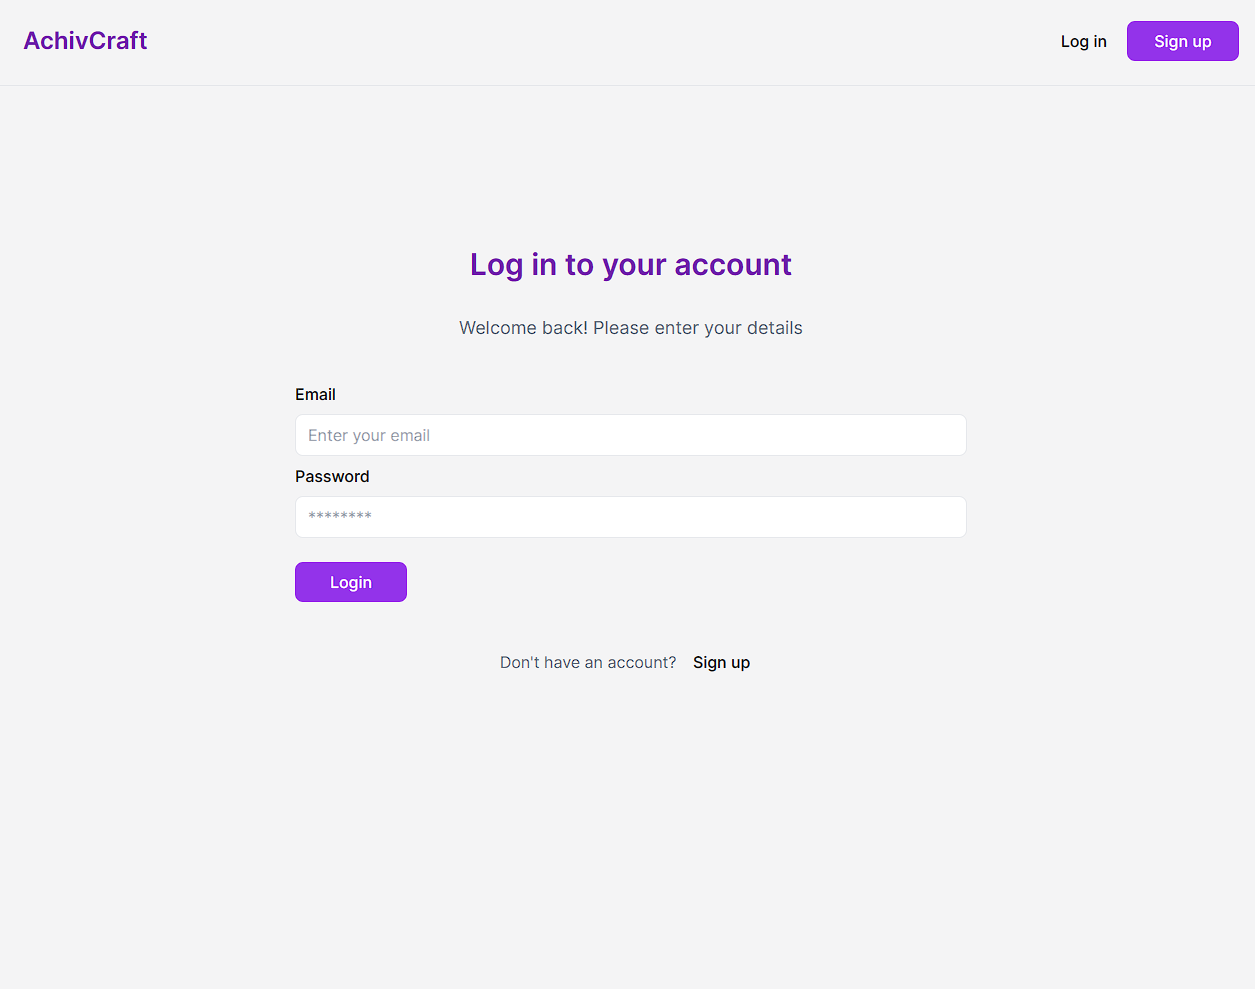 AchivCraft
Log in
Sign up
Log in to your account
Welcome back! Please enter your details
Email
Enter your email
Password
********
Login
Don't have an account? Sign up